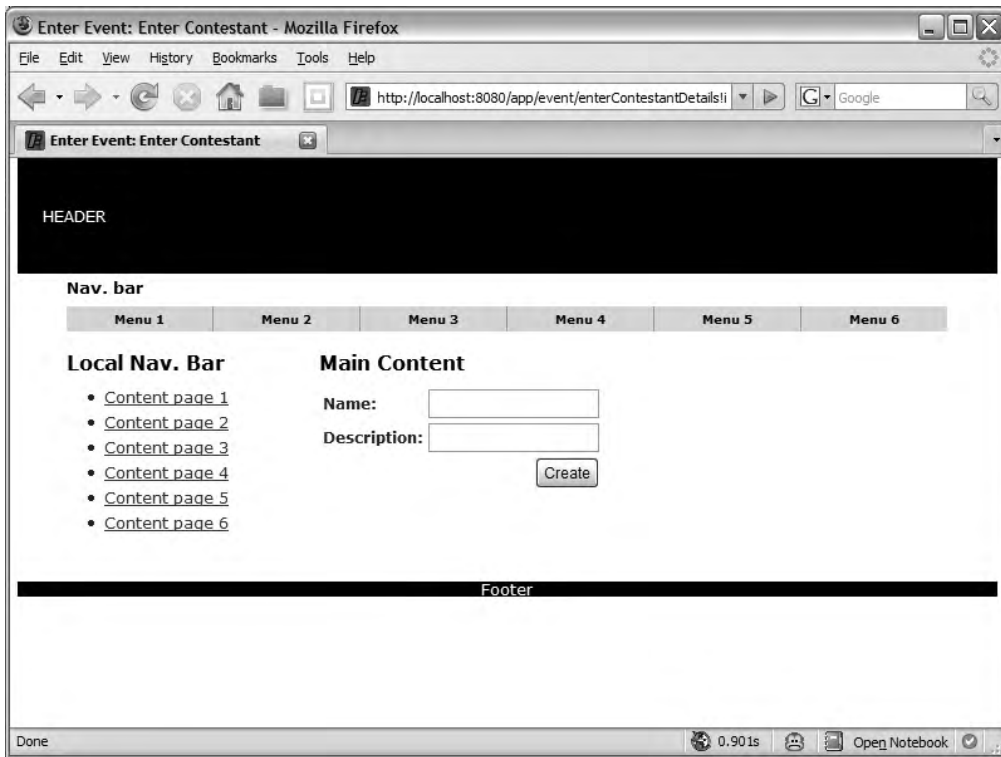 Enter Event: Enter Contestant - Mozilla Firefox
File Edit View History Bookmarks Tools Help
http://localhost:8080/app/event/enterContestantDetails!i
G Google
Enter Event: Enter Contestant
HEADER
Nav. bar
Menu 1 Menu 2 Menu 3 Menu 4 Menu 5 Menu 6
Local Nav. Bar
Content page 1
Content page 2
Content page 3
Content page 4
Content page 5
Content page 6
Main Content
Name:
Description:
Create
Footer
Done 0.901s Open Notebook